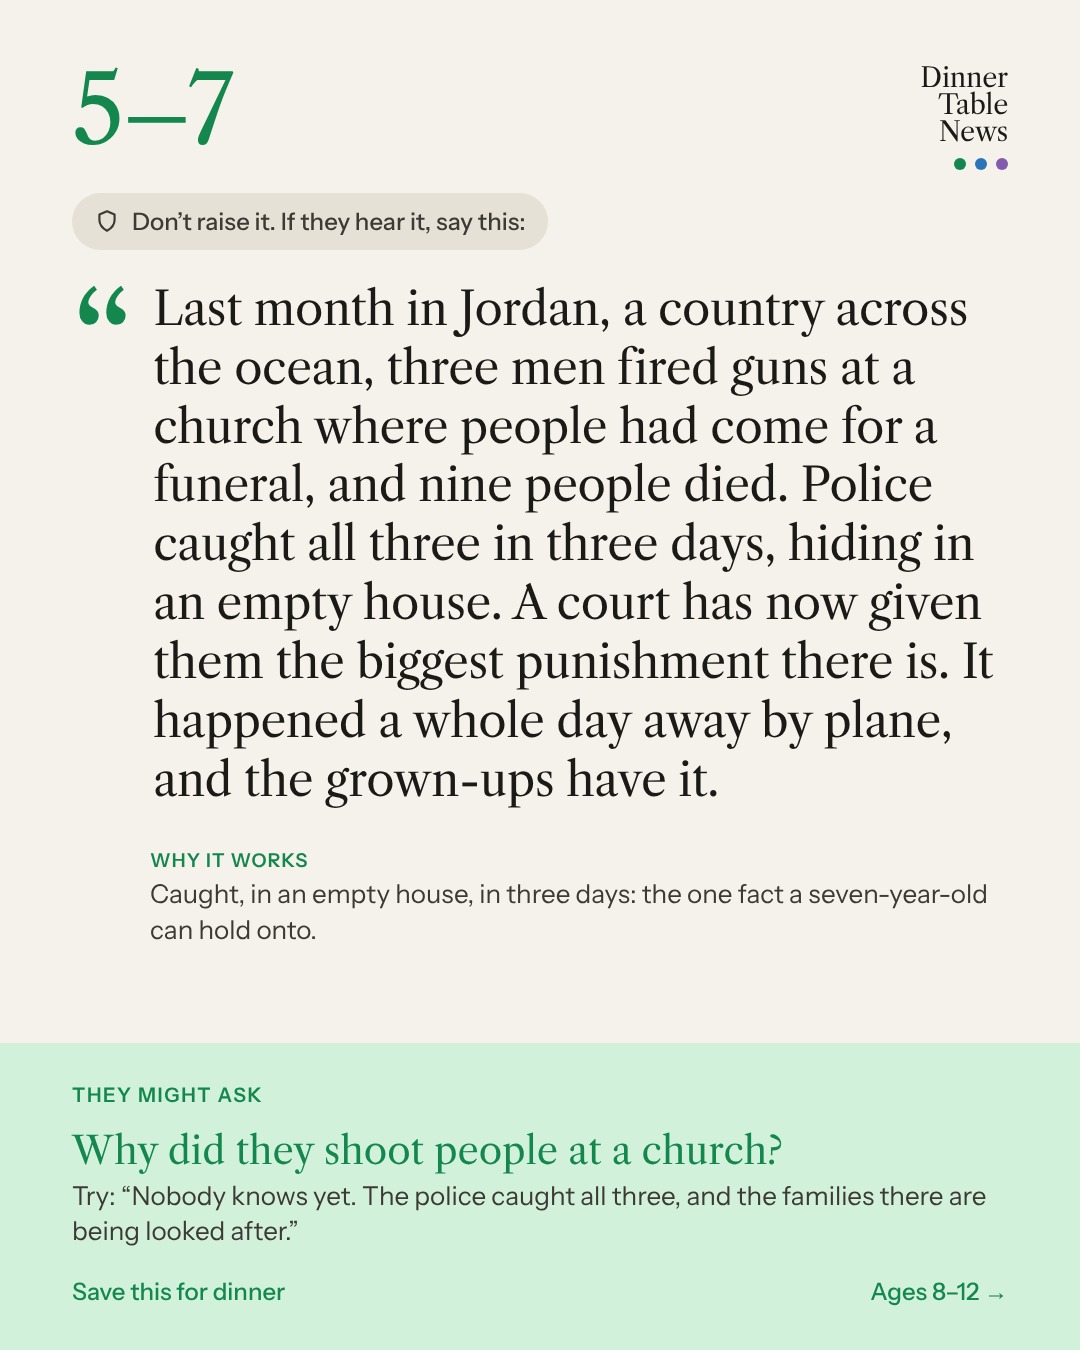 5–7
Dinner
Table
News
Don’t raise it. If they hear it, say this:
“ Last month in Jordan, a country across
the ocean, three men fired guns at a
church where people had come for a
funeral, and nine people died. Police
caught all three in three days, hiding in
an empty house. A court has now given
them the biggest punishment there is. It
happened a whole day away by plane,
and the grown-ups have it.
WHY IT WORKS
Caught, in an empty house, in three days: the one fact a seven-year-old
can hold onto.
THEY MIGHT ASK
Why did they shoot people at a church?
Try: “Nobody knows yet. The police caught all three, and the families there are
being looked after.”
Save this for dinner
Ages 8–12 →